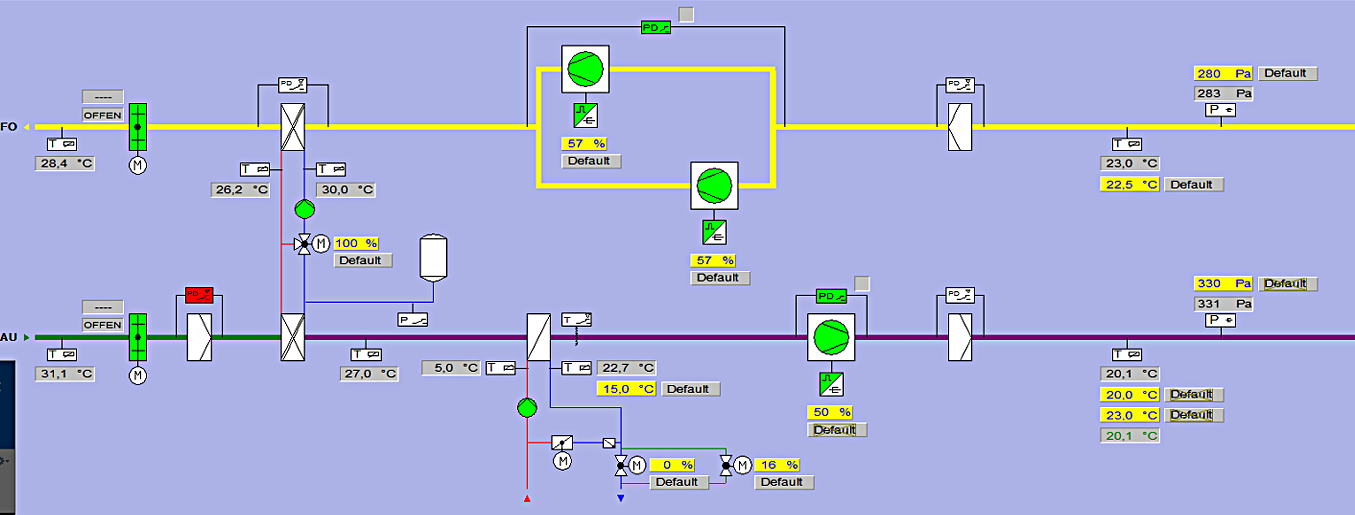 PD
280 Pa Default
PD
PD
283 Pa
----
P
OFFEN
FO
57 %
T
T
M
Default
28,4 °C
23,0 °C
T
T
22,5 °C Default
26,2 °C
30,0 °C
M
100 %
Default
57 %
Default
330 Pa Default
PD
PD
PD
----
331 Pa
OFFEN
P
T
P
AU
T
T
T
31,1 °C
M
27,0 °C
5,0 °C
T
T
22,7 °C
20,1 °C
15,0 °C Default
20,0 °C Default
50 %
23,0 °C Default
Default
20,1 °C
M
M
0 %
M
16 %
Default
Default